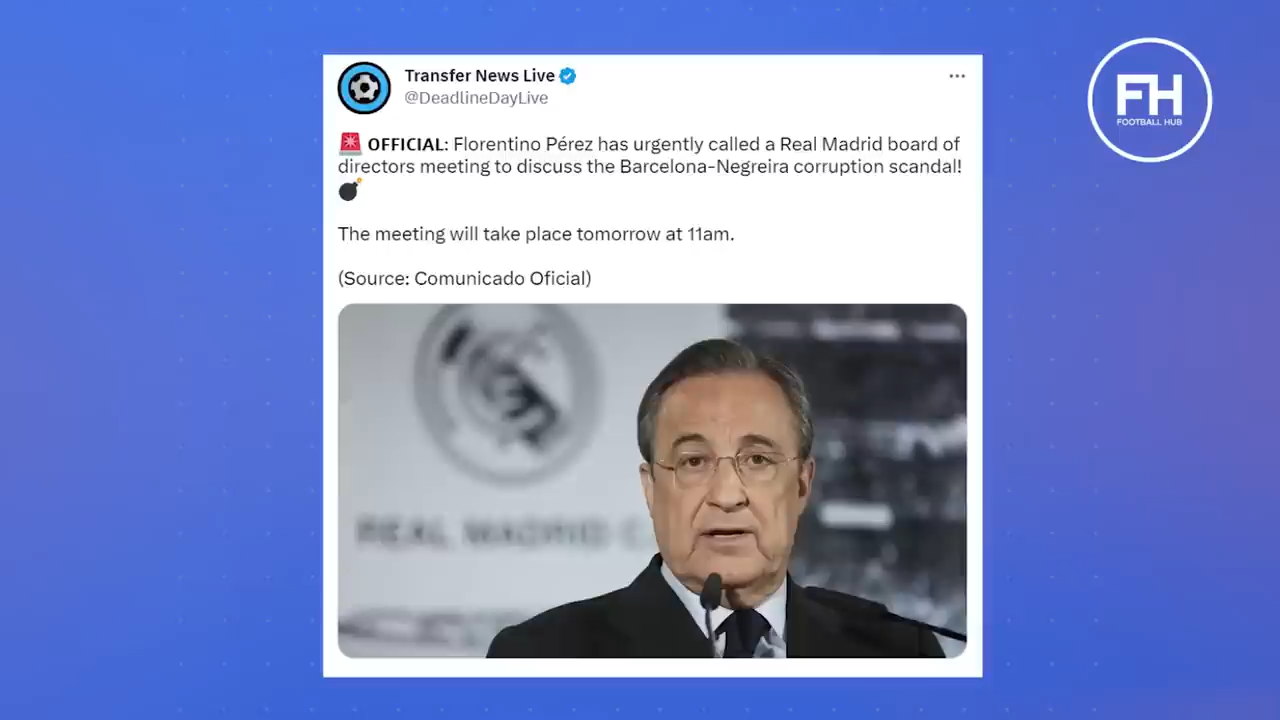 Transfer News Live
@DeadlineDayLive
FH
FOOTBALL HUB
OFFICIAL: Florentino Pérez has urgently called a Real Madrid board of
directors meeting to discuss the Barcelona-Negreira corruption scandal!
The meeting will take place tomorrow at 11am.
(Source: Comunicado Oficial)
REAL MADRID C.